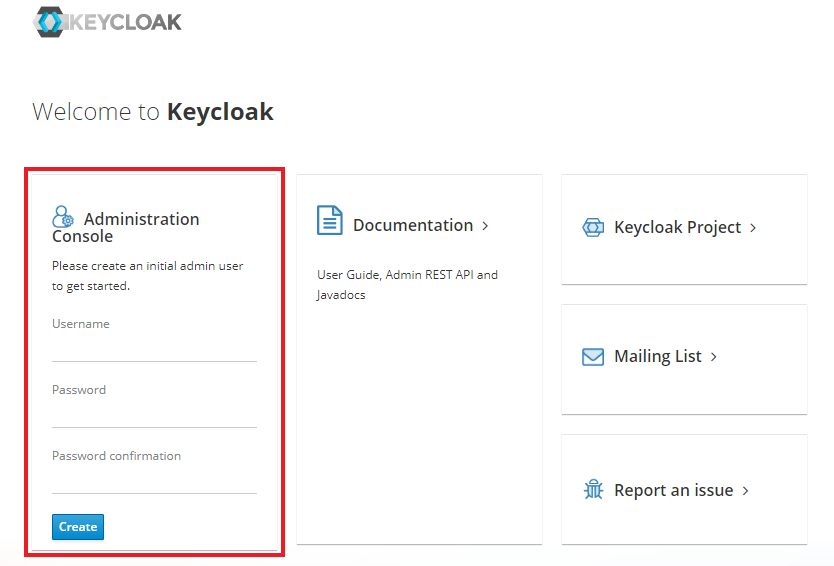 KEYCLOAK
Welcome to Keycloak
Administration
Console
Please create an initial admin user
to get started.
Username
Password
Password confirmation
Create
Documentation
User Guide, Admin REST API and
Javadocs
Keycloak Project
Mailing List
Report an issue